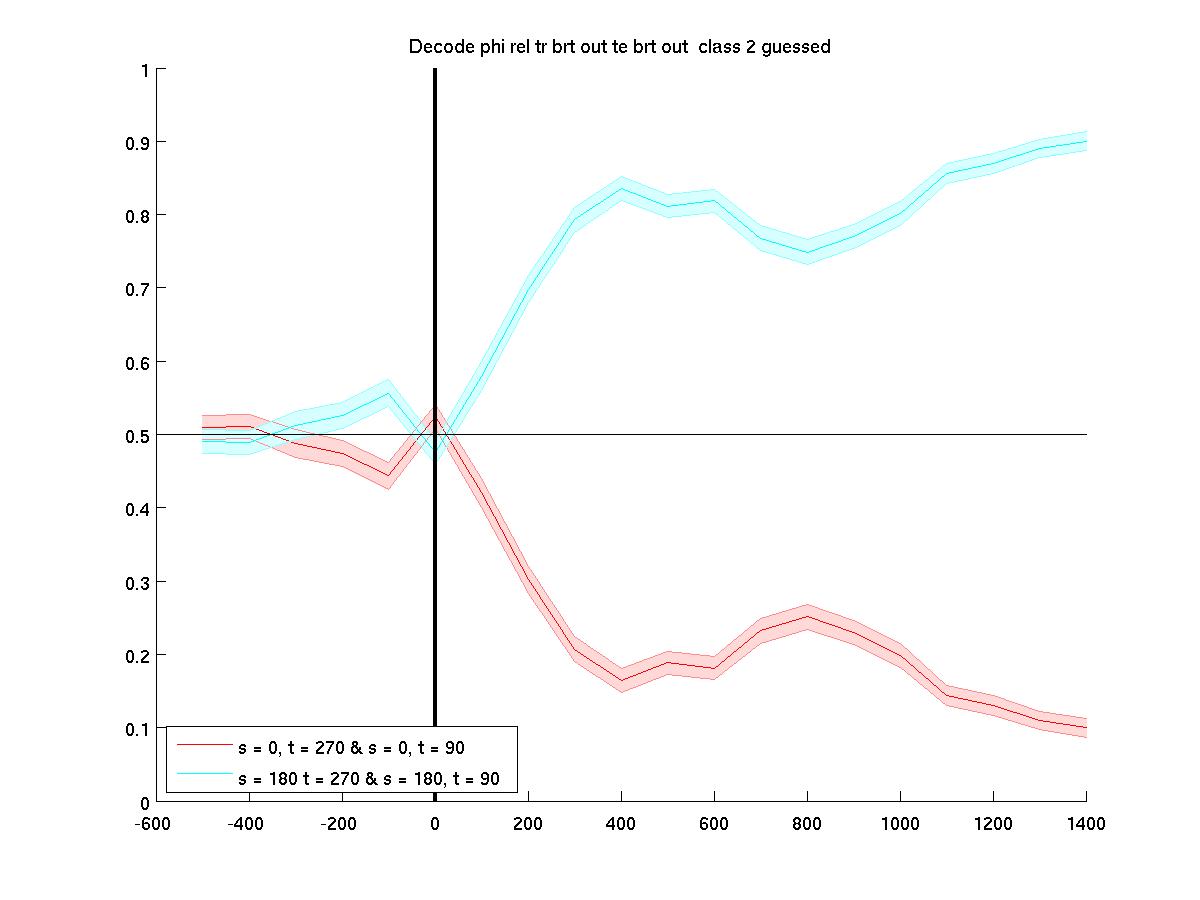 Decode phi rel tr brt out te brt out  class 2 guessed
1
0.9
0.8
0.7
0.6
0.5
0.4
0.3
0.2
0.1
0
s = 0, t = 270 & s = 0, t = 90
s = 180 t = 270 & s = 180, t = 90
-600 -400 -200 0 200 400 600 800 1000 1200 1400